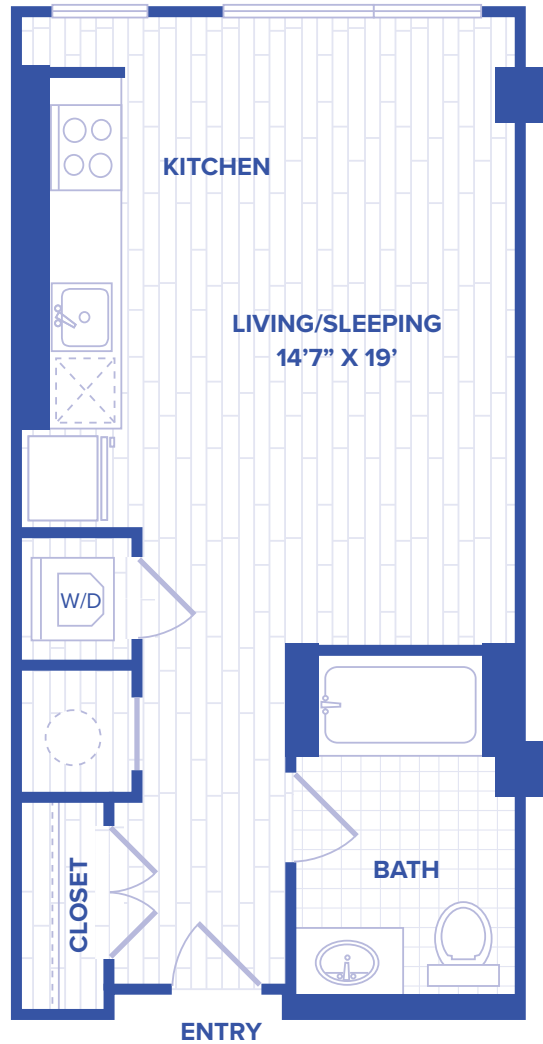 KITCHEN
LIVING/SLEEPING
14’7” X 19’
W/D
CLOSET
BATH
ENTRY